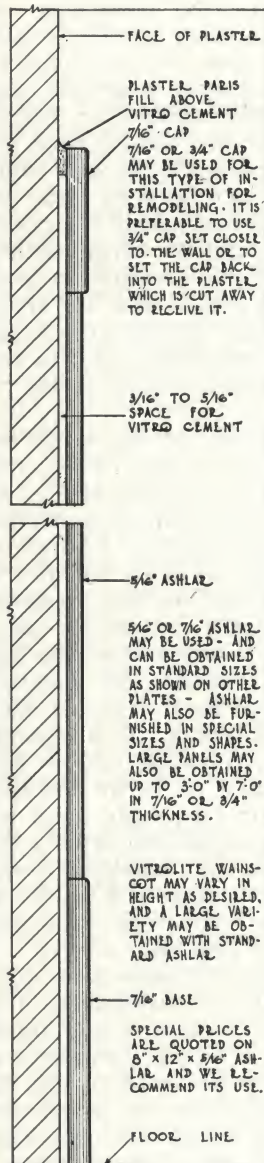 FACE OF PLASTER
PLASTER PARIS
FILL ABOVE
VITRO CEMENT
7/16" CAP
7/16" OR 3/4" CAP
MAY BE USED FOR
THIS TYPE OF IN-
STALLATION FOR
REMODELING. IT IS
PREFERABLE TO USE
3/4" CAP SET CLOSER
TO THE WALL OR TO
SET THE CAP BACK
INTO THE PLASTER
WHICH IS CUT AWAY
TO RECEIVE IT.
3/16" TO 5/16"
SPACE FOR
VITRO CEMENT
5/16" ASHLAR
5/16" OR 7/16" ASHLAR
MAY BE USED - AND
CAN BE OBTAINED
IN STANDARD SIZES
AS SHOWN ON OTHER
PLATES - ASHLAR
MAY ALSO BE FUR-
NISHED IN SPECIAL
SIZES AND SHAPES.
LARGE PANELS MAY
ALSO BE OBTAINED
UP TO 3'-0" BY 7'-0"
IN 7/16" OR 3/4"
THICKNESS.
VITROLITE WAINS-
COT MAY VARY IN
HEIGHT AS DESIRED,
AND A LARGE VARI-
ETY MAY BE OB-
TAINED WITH STAND-
ARD ASHLAR
7/16" BASE
SPECIAL PRICES
ARE QUOTED ON
8" x 12" x 5/16" ASH-
LAR AND WE RE-
COMMEND ITS USE.
FLOOR LINE